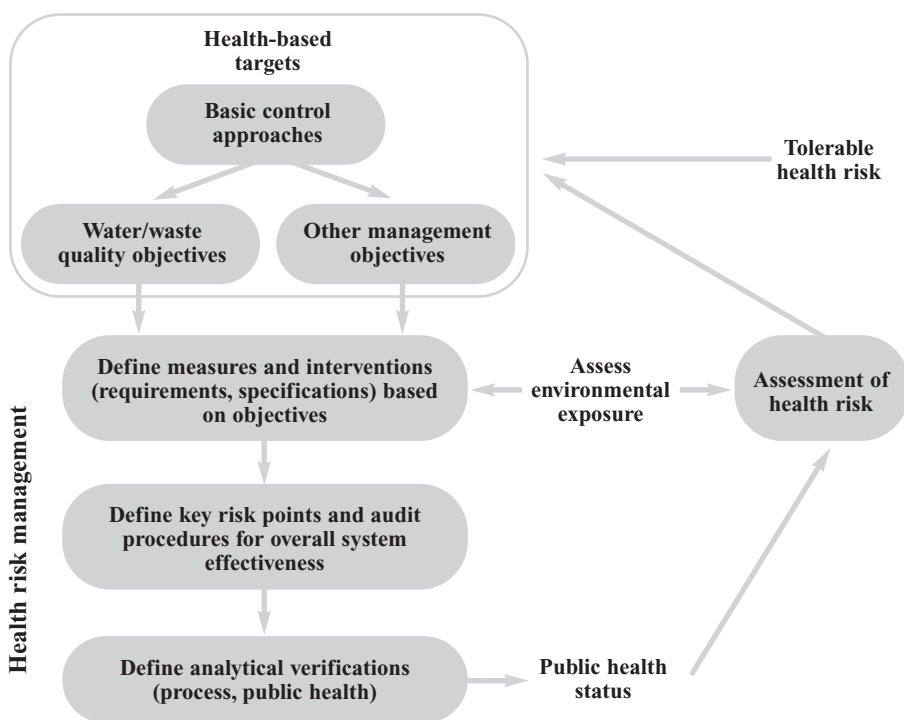 Health-based
targets
Basic control
approaches
Tolerable
health risk
Water/waste
quality objectives
Other management
objectives
Define measures and interventions
(requirements, specifications) based
on objectives
Assess
environmental
exposure
Assessment of
health risk
Health risk management
Define key risk points and audit
procedures for overall system
effectiveness
Define analytical verifications
(process, public health)
Public health
status